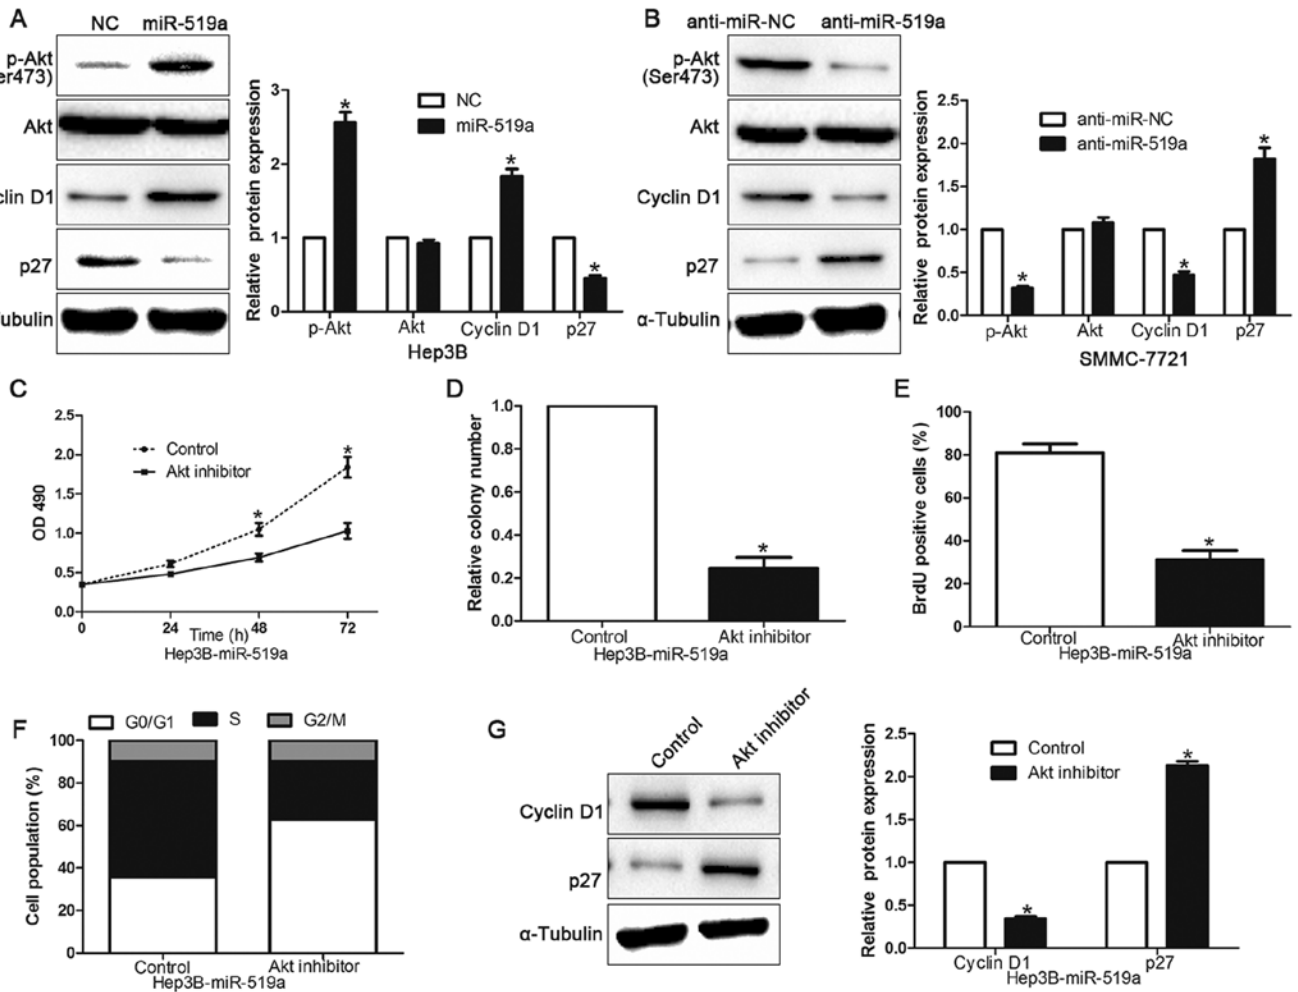 A
NC miR-519a
p-Akt
er473)
Akt
clin D1
p27
ubulin
Relative protein expression
3
2
1
0
NC
miR-519a
*
*
*
p-Akt Akt Cyclin D1 p27
Hep3B
B
anti-miR-NC anti-miR-519a
p-Akt
(Ser473)
Akt
Cyclin D1
p27
α-Tubulin
Relative protein expression
2.5
2.0
1.5
1.0
0.5
0.0
anti-miR-NC
anti-miR-519a
*
*
*
p-Akt Akt Cyclin D1 p27
SMMC-7721
C
OD 490
2.5
2.0
1.5
1.0
0.5
0.0
Control
Akt inhibitor
*
*
0 24 48 72
Time (h)
Hep3B-miR-519a
D
Relative colony number
1.0
0.8
0.6
0.4
0.2
0.0
*
Control Akt inhibitor
Hep3B-miR-519a
E
BrdU positive cells (%)
100
80
60
40
20
0
*
Control Akt inhibitor
Hep3B-miR-519a
F
G0/G1 S G2/M
Cell population (%)
100
80
60
40
20
0
Control Akt inhibitor
Hep3B-miR-519a
G
Control Akt inhibitor
Cyclin D1
p27
α-Tubulin
Relative protein expression
2.5
2.0
1.5
1.0
0.5
0.0
Control
Akt inhibitor
*
*
Cyclin D1 p27
Hep3B-miR-519a